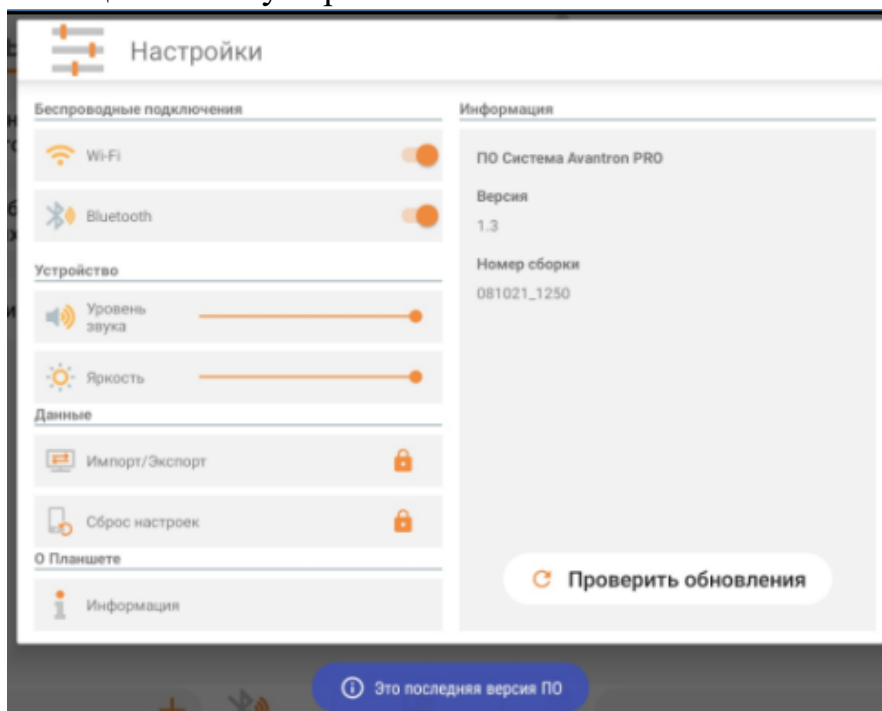 Настройки
Беспроводные подключения
Wi-Fi
Bluetooth
Устройство
Уровень
звука
Яркость
Данные
Импорт/Экспорт
Сброс настроек
О Планшете
Информация
Информация
ПО Система Avantron PRO
Версия
1.3
Номер сборки
081021_1250
Проверить обновления
Это последняя версия ПО